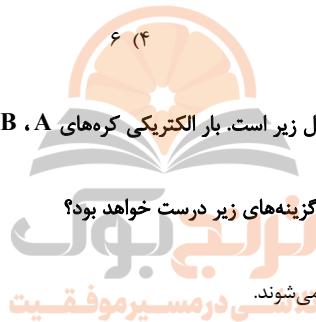 ۴) ۶
ل زیر است. بار الکتریکی کره‌های A ، B
گزینه‌های زیر درست خواهد بود؟
می‌شوند.
ترنج بوک
لاسی در مسیر موفقیت